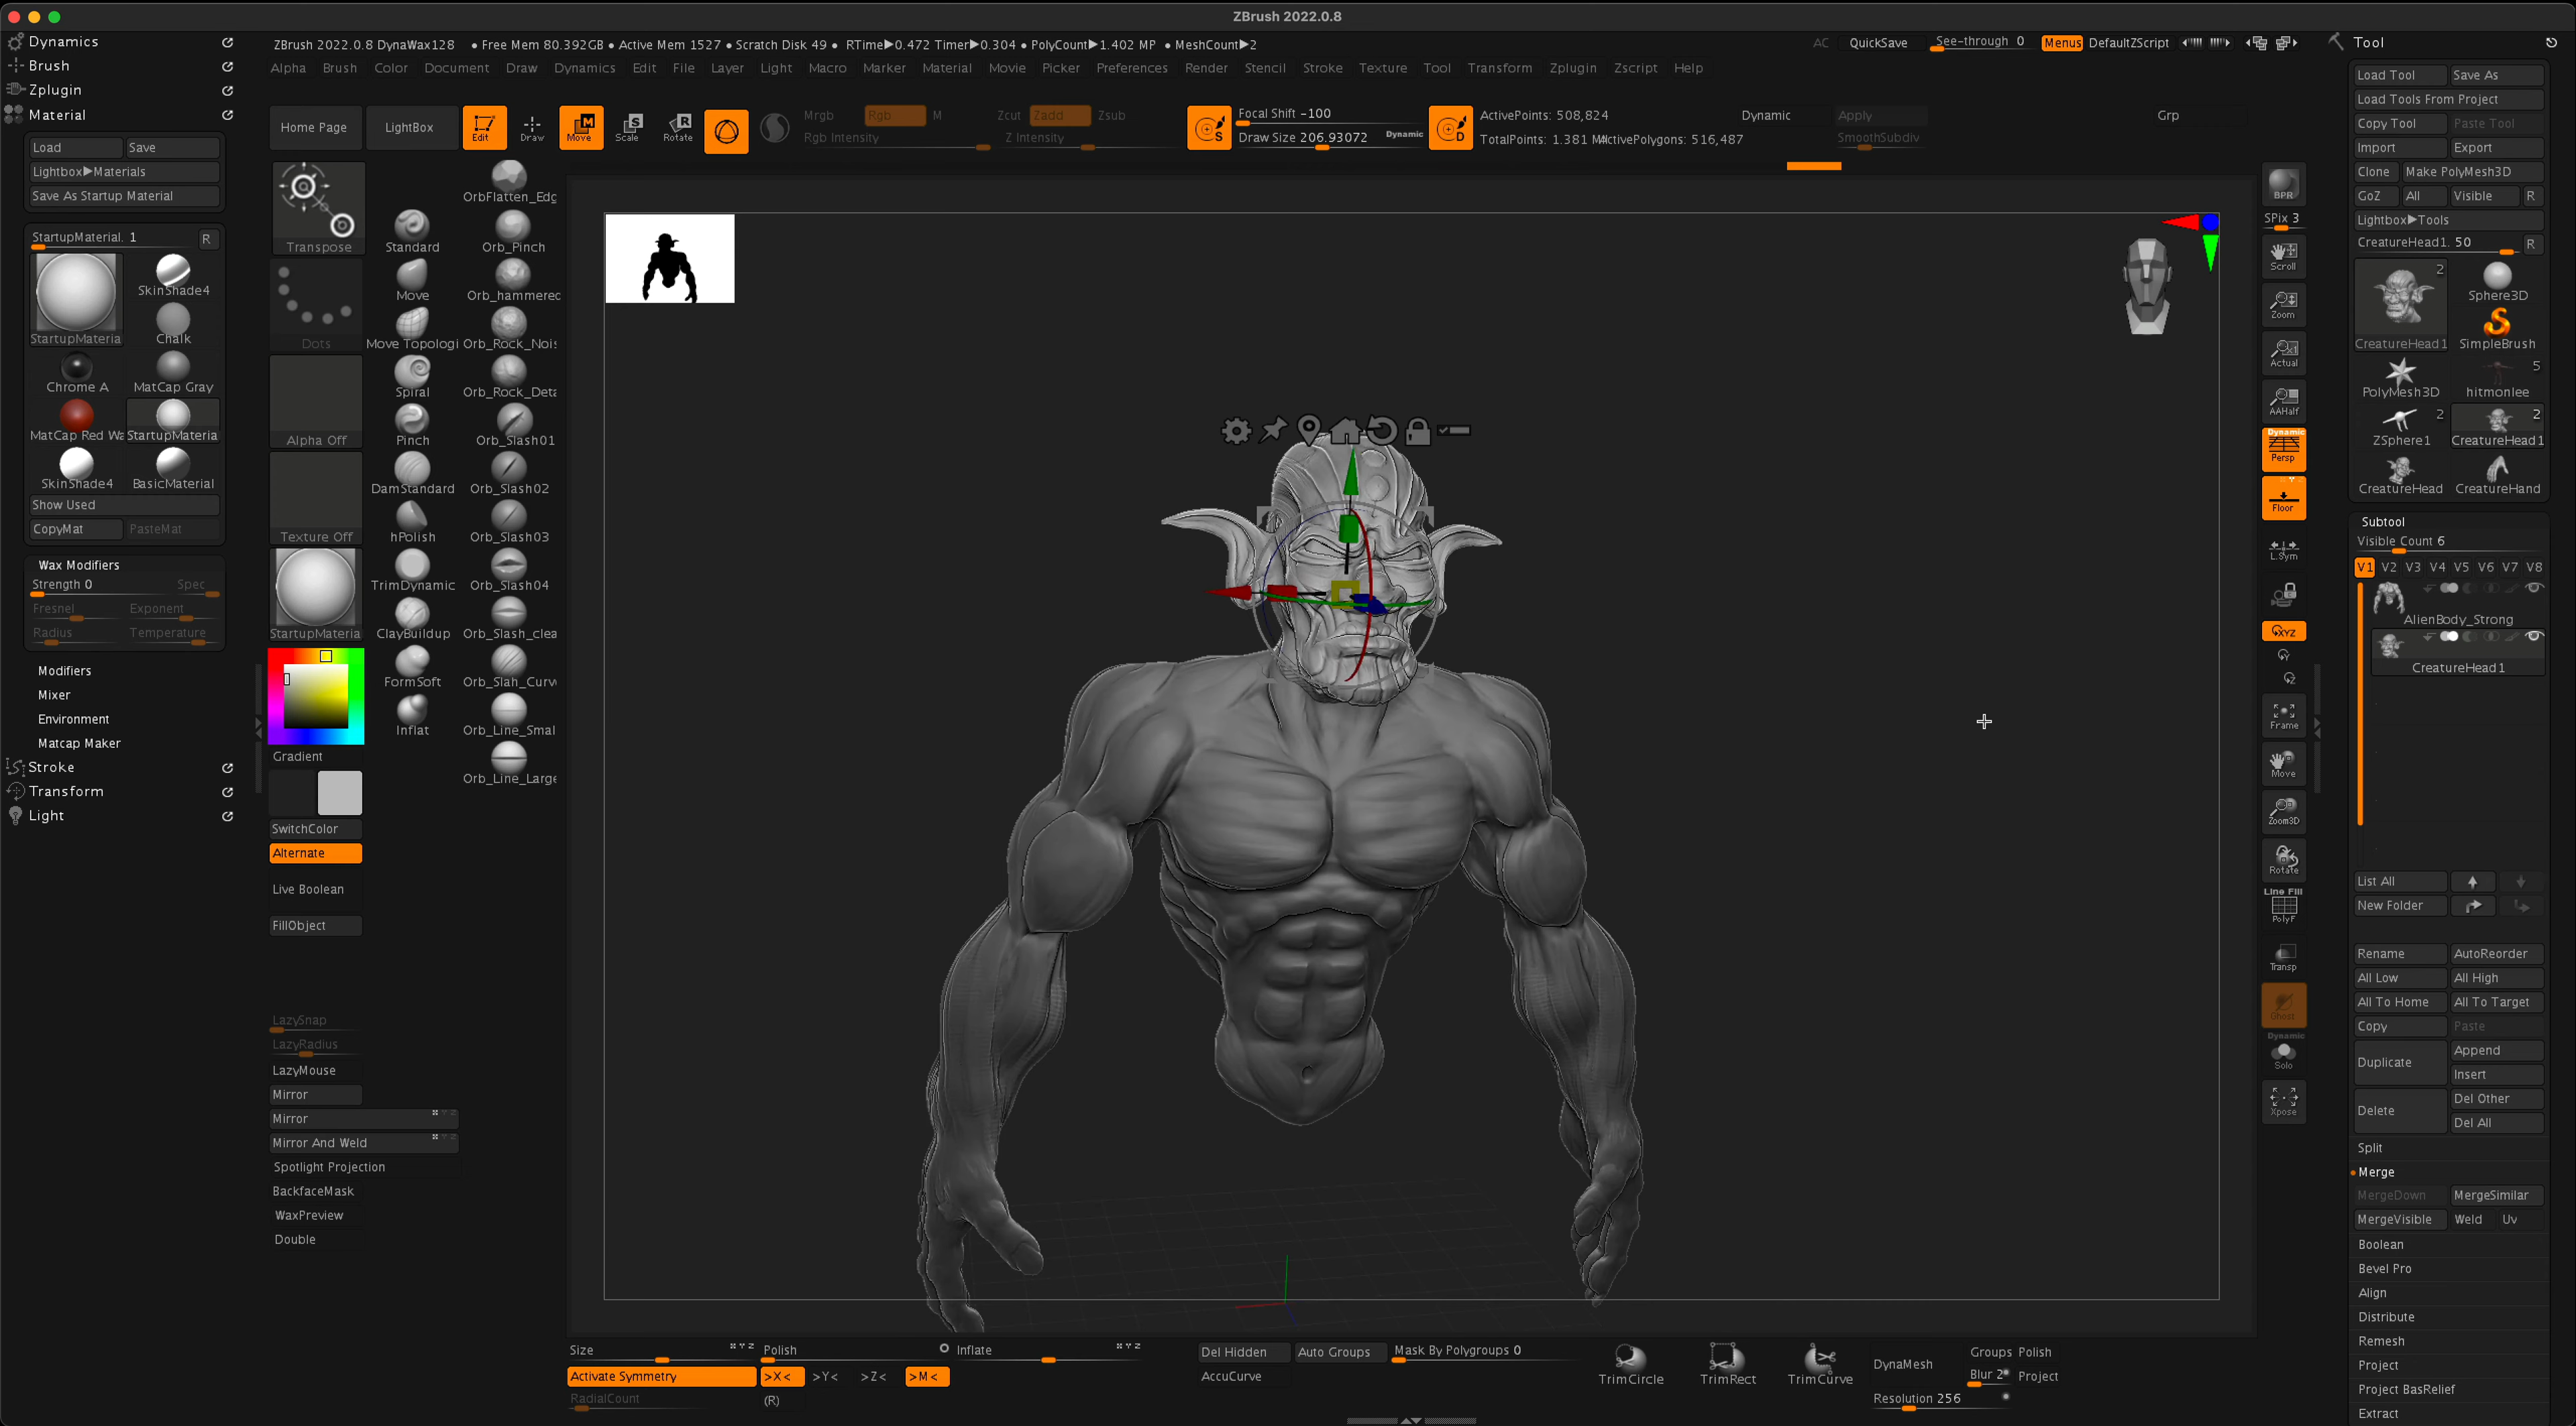 ZBrush 2022.0.8
Dynamics
Brush
Zplugin
Material
Load Save
Lightbox▶Materials
Save As Startup Material
StartupMaterial. 1 R
StartupMateria
SkinShade4
Chalk
Chrome A
MatCap Gray
MatCap Red Wa
StartupMateria
SkinShade4
BasicMaterial
Show Used
CopyMat PasteMat
Wax Modifiers
Strength 0 Spec
Fresnel Exponent
Radius Temperature
Modifiers
Mixer
Environment
Matcap Maker
Stroke
Transform
Light
ZBrush 2022.0.8 DynaWax128 • Free Mem 80.392GB • Active Mem 1527 • Scratch Disk 49 • RTime▶0.472 Timer▶0.304 • PolyCount▶1.402 MP • MeshCount▶2
AC QuickSave See-through 0 Menus DefaultZScript
Alpha Brush Color Document Draw Dynamics Edit File Layer Light Macro Marker Material Movie Picker Preferences Render Stencil Stroke Texture Tool Transform Zplugin Zscript Help
Home Page LightBox Edit Draw Move Scale Rotate
Mrgb Rgb M Zcut Zadd Zsub
Rgb Intensity Z Intensity
Focal Shift -100
Draw Size 206.93072 Dynamic
ActivePoints: 508,824
TotalPoints: 1.381 M
ActivePolygons: 516,487
Dynamic Apply
SmoothSubdiv
Grp
Transpose
Dots
Alpha Off
Texture Off
StartupMateria
Gradient
SwitchColor
Alternate
Live Boolean
FillObject
LazySnap
LazyRadius
LazyMouse
Mirror
Mirror
Mirror And Weld
Spotlight Projection
BackfaceMask
WaxPreview
Double
Standard
Move
Move Topologi
Spiral
Pinch
DamStandard
hPolish
TrimDynamic
ClayBuildup
FormSoft
Inflat
OrbFlatten_Edg
Orb_Pinch
Orb_hammered
Orb_Rock_Nois
Orb_Rock_Deta
Orb_Slash01
Orb_Slash02
Orb_Slash03
Orb_Slash04
Orb_Slash_clea
Orb_Slah_Curv
Orb_Line_Smal
Orb_Line_Large
BPR
SPix 3
Scroll
Zoom
Actual
AAHalf
Dynamic
Persp
Floor
L.Sym
XYZ
Frame
Move
Zoom3D
Rotate
Line Fill
PolyF
Transp
Ghost
Dynamic
Solo
Xpose
Tool
Load Tool Save As
Load Tools From Project
Copy Tool Paste Tool
Import Export
Clone Make PolyMesh3D
GoZ All Visible R
Lightbox▶Tools
CreatureHead1. 50 R
2
CreatureHead1
Sphere3D
SimpleBrush
PolyMesh3D
5
hitmonlee
2
ZSphere1
2
CreatureHead1
CreatureHead
CreatureHand
Subtool
Visible Count 6
V1 V2 V3 V4 V5 V6 V7 V8
AlienBody_Strong
CreatureHead1
List All
New Folder
Rename AutoReorder
All Low All High
All To Home All To Target
Copy Paste
Duplicate Append
Insert
Delete Del Other
Del All
Split
Merge
MergeDown MergeSimilar
MergeVisible Weld Uv
Boolean
Bevel Pro
Align
Distribute
Remesh
Project
Project BasRelief
Extract
Size Polish Inflate
Activate Symmetry >X< >Y< >Z< >M<
RadialCount (R)
Del Hidden Auto Groups Mask By Polygroups 0
AccuCurve
TrimCircle TrimRect TrimCurve
DynaMesh
Groups Polish
Blur 2 Project
Resolution 256